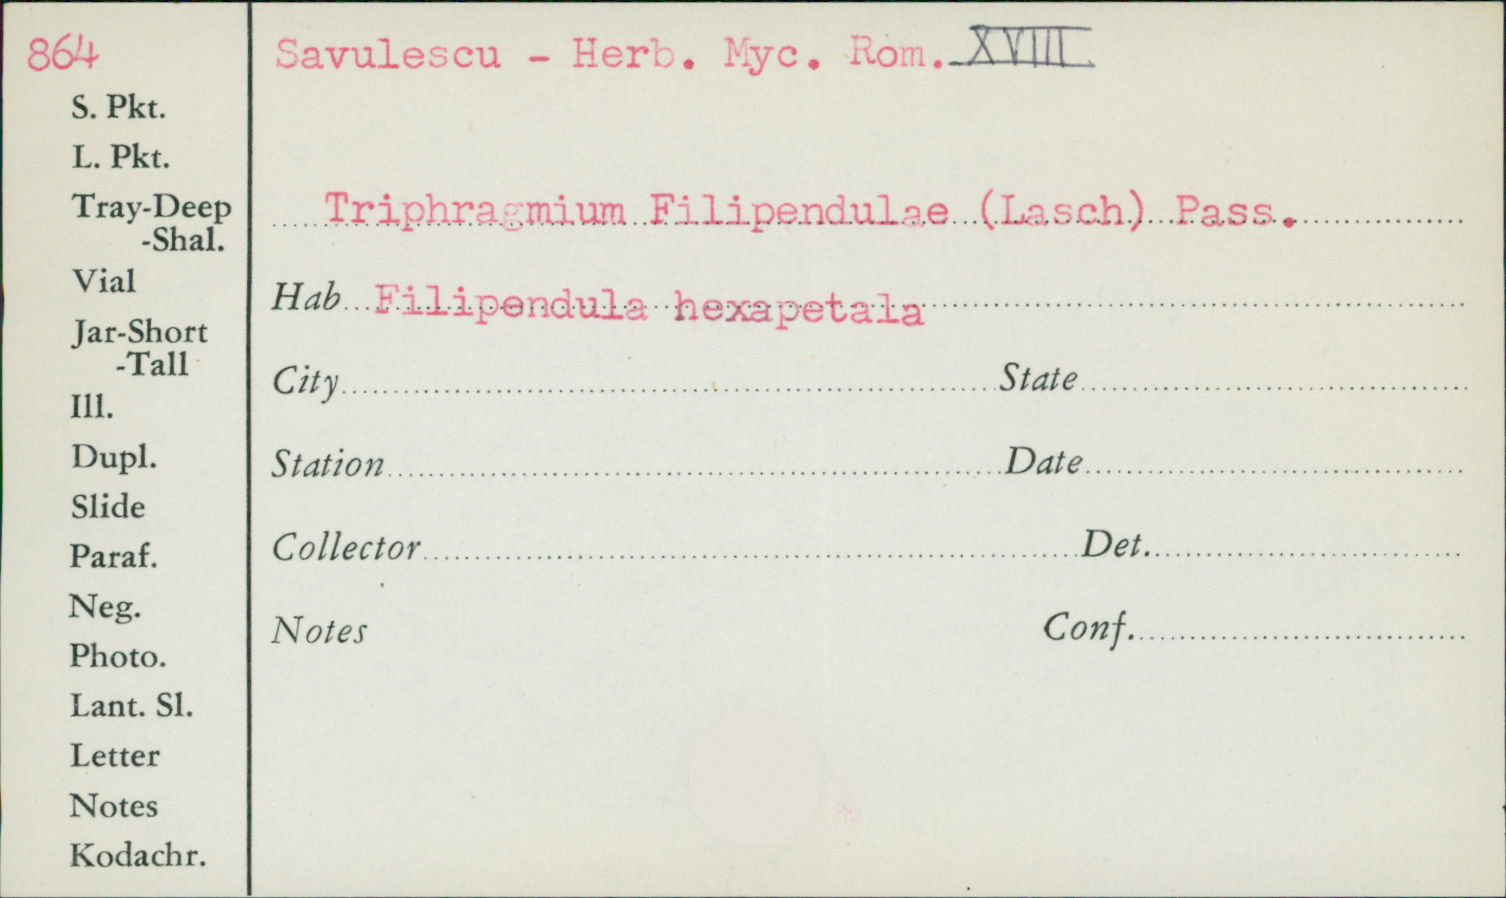 864
Savulescu - Herb. Myc. Rom. XVIII
S. Pkt.
L. Pkt.
Tray-Deep
-Shal.
Triphragmium Filipendulae (Lasch) Pass.
Vial
Hab Filipendula hexapetala
Jar-Short
-Tall
City State
Ill.
Dupl.
Station Date
Slide
Paraf.
Collector Det.
Neg.
Notes Conf.
Photo.
Lant. Sl.
Letter
Notes
Kodachr.